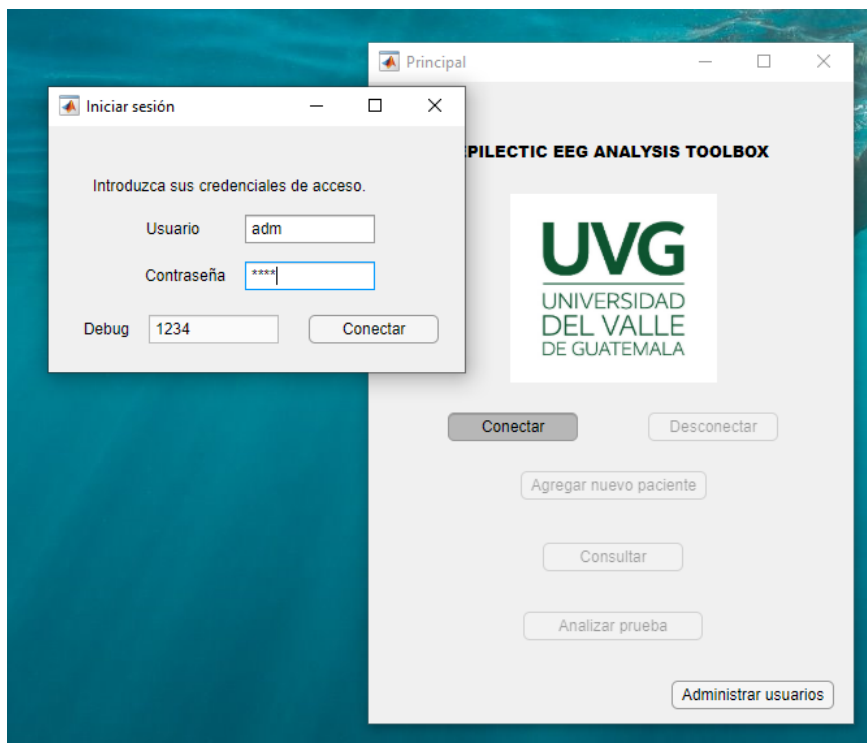 Principal
Iniciar sesión
PILECTIC EEG ANALYSIS TOOLBOX
Introduzca sus credenciales de acceso.
Usuario adm
Contraseña ****
Debug 1234 Conectar
UVG
UNIVERSIDAD
DEL VALLE
DE GUATEMALA
Conectar Desconectar
Agregar nuevo paciente
Consultar
Analizar prueba
Administrar usuarios